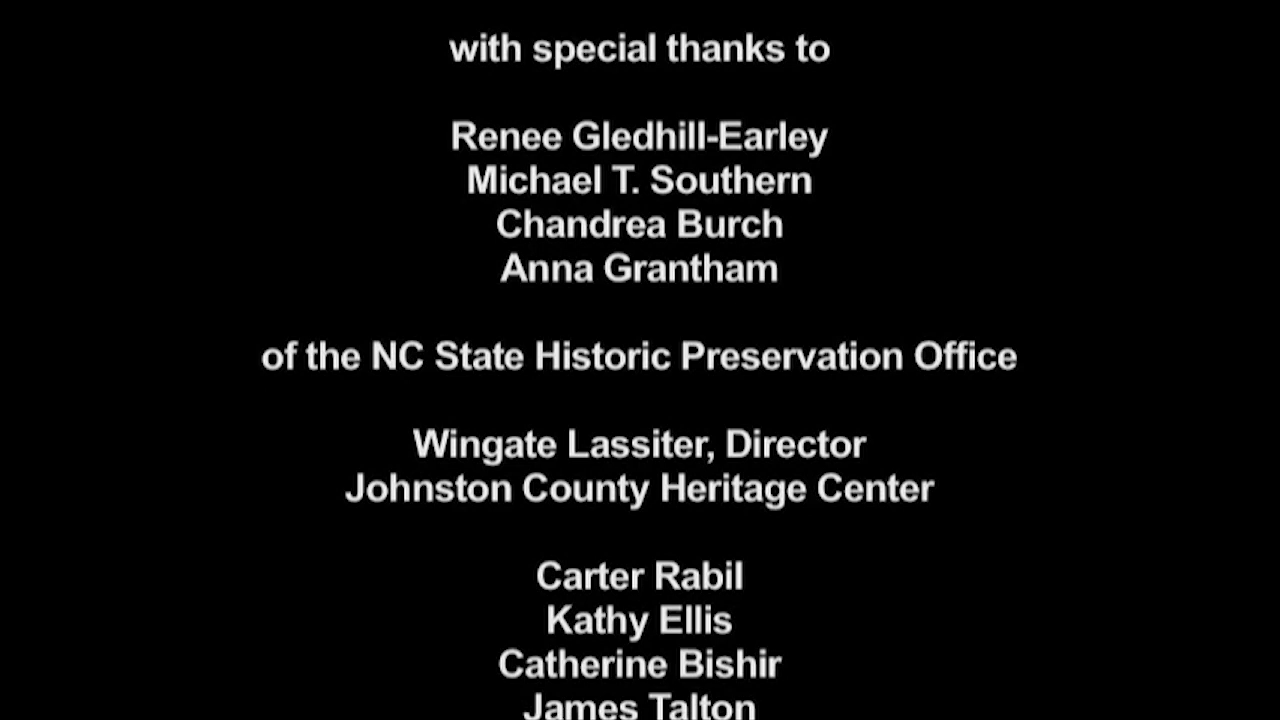 with special thanks to
Renee Gledhill-Earley
Michael T. Southern
Chandrea Burch
Anna Grantham
of the NC State Historic Preservation Office
Wingate Lassiter, Director
Johnston County Heritage Center
Carter Rabil
Kathy Ellis
Catherine Bishir
James Talton